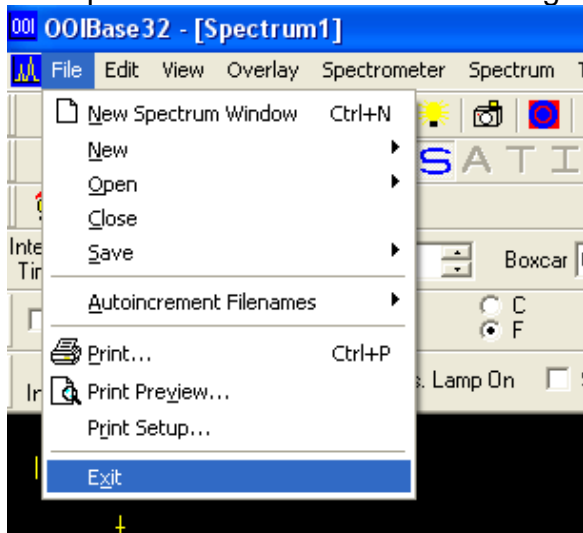 OOI OOIBase32 - [Spectrum1]
File Edit View Overlay Spectrometer Spectrum
New Spectrum Window Ctrl+N
New
S A T I
Open
Close
Save
Boxcar
Autoincrement Filenames
C
F
Print... Ctrl+P
Print Preview...
Lamp On
Print Setup...
Exit